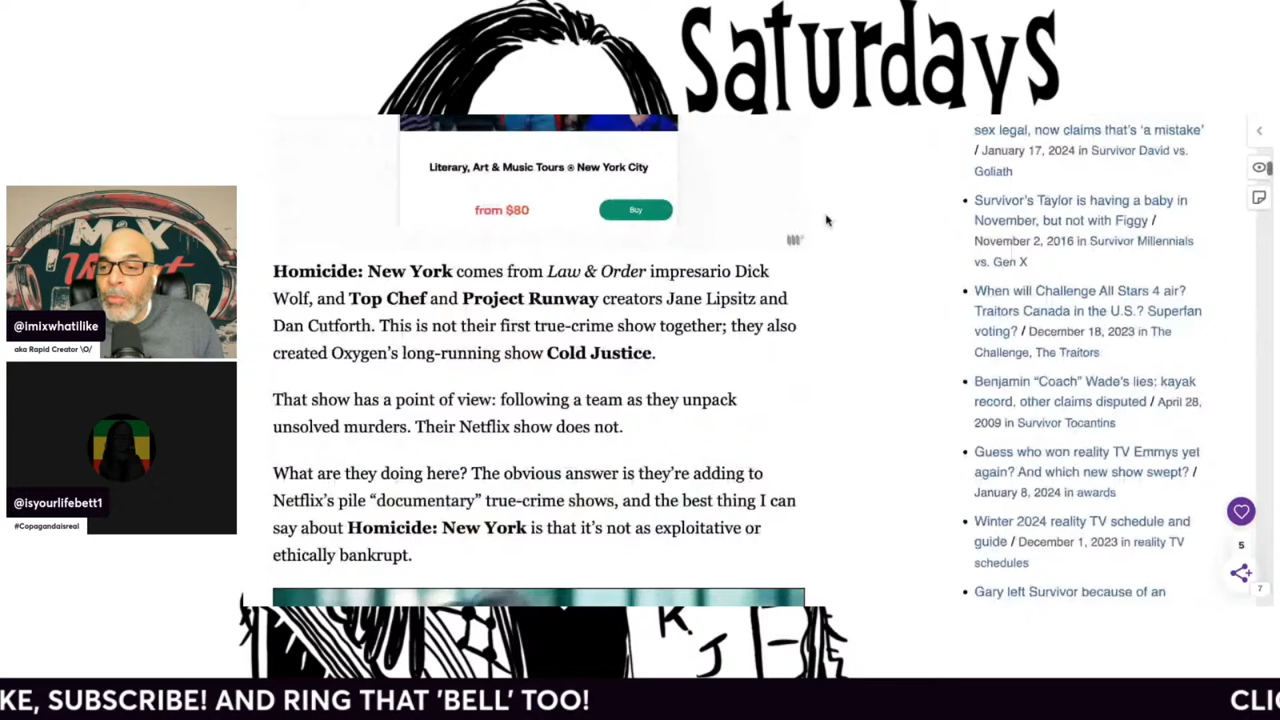 Saturdays
Literary, Art & Music Tours ® New York City
from $80
Buy
Homicide: New York comes from Law & Order impresario Dick
Wolf, and Top Chef and Project Runway creators Jane Lipsitz and
Dan Cutforth. This is not their first true-crime show together; they also
created Oxygen’s long-running show Cold Justice.
That show has a point of view: following a team as they unpack
unsolved murders. Their Netflix show does not.
What are they doing here? The obvious answer is they’re adding to
Netflix’s pile “documentary” true-crime shows, and the best thing I can
say about Homicide: New York is that it’s not as exploitative or
ethically bankrupt.
sex legal, now claims that’s ‘a mistake’
/ January 17, 2024 in Survivor David vs.
Goliath
Survivor’s Taylor is having a baby in
November, but not with Figgy /
November 2, 2016 in Survivor Millennials
vs. Gen X
When will Challenge All Stars 4 air?
Traitors Canada in the U.S.? Superfan
voting? / December 18, 2023 in The
Challenge, The Traitors
Benjamin “Coach” Wade’s lies: kayak
record, other claims disputed / April 28,
2009 in Survivor Tocantins
Guess who won reality TV Emmys yet
again? And which new show swept? /
January 8, 2024 in awards
Winter 2024 reality TV schedule and
guide / December 1, 2023 in reality TV
schedules
Gary left Survivor because of an
5
7
MiX
@imixwhatilike
aka Rapid Creator \O/
@isyourlifebett1
#Copagandaisreal
K.
J
KE, SUBSCRIBE! AND RING THAT 'BELL' TOO!
CLIC